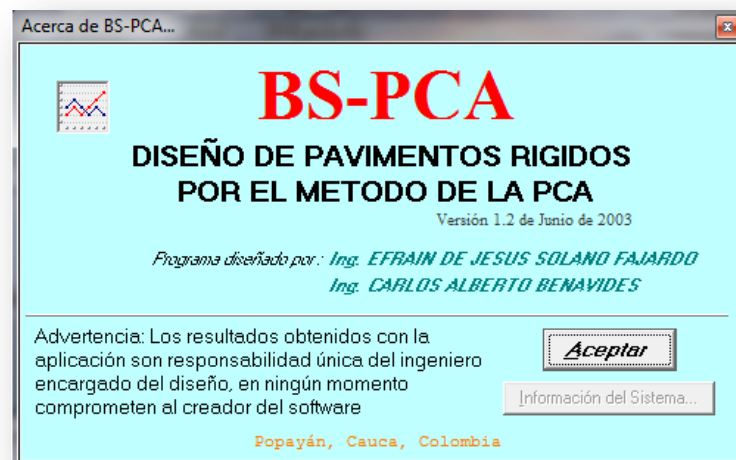 Acerca de BS-PCA...
BS-PCA
DISEÑO DE PAVIMENTOS RIGIDOS
POR EL METODO DE LA PCA
Versión 1.2 de Junio de 2003
Programa diseñado por: Ing. EFRAIN DE JESUS SOLANO FAJARDO
Ing. CARLOS ALBERTO BENAVIDES
Advertencia: Los resultados obtenidos con la
aplicación son responsabilidad única del ingeniero
encargado del diseño, en ningún momento
comprometen al creador del software
Aceptar
Información del Sistema...
Popayán, Cauca, Colombia